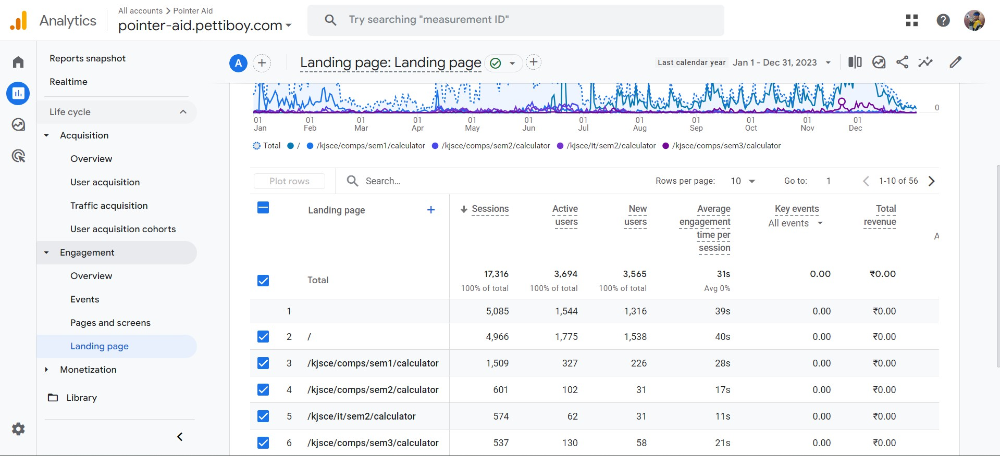 All accounts > Pointer Aid
Analytics
pointer-aid.pettiboy.com
Try searching "measurement ID"
Reports snapshot
Realtime
Life cycle
Acquisition
Overview
User acquisition
Traffic acquisition
User acquisition cohorts
Engagement
Overview
Events
Pages and screens
Landing page
Monetization
Library
A
Landing page: Landing page
Last calendar year Jan 1 - Dec 31, 2023
0
01 01 01 01 01 01 01 01 01 01 01 01
Jan Feb Mar Apr May Jun Jul Aug Sep Oct Nov Dec
Total / /kjsce/comps/sem1/calculator /kjsce/comps/sem2/calculator /kjsce/it/sem2/calculator /kjsce/comps/sem3/calculator
Plot rows Search... Rows per page: 10 Go to: 1 1-10 of 56
Landing page +
Sessions
Active
users
New
users
Average
engagement
time per
session
Key events
All events
Total
revenue
A
Total 17,316 3,694 3,565 31s 0.00 ₹0.00
100% of total 100% of total 100% of total Avg 0%
1 5,085 1,544 1,316 39s 0.00 ₹0.00
2 / 4,966 1,775 1,538 40s 0.00 ₹0.00
3 /kjsce/comps/sem1/calculator 1,509 327 226 28s 0.00 ₹0.00
4 /kjsce/comps/sem2/calculator 601 102 31 17s 0.00 ₹0.00
5 /kjsce/it/sem2/calculator 574 62 31 11s 0.00 ₹0.00
6 /kjsce/comps/sem3/calculator 537 130 58 21s 0.00 ₹0.00